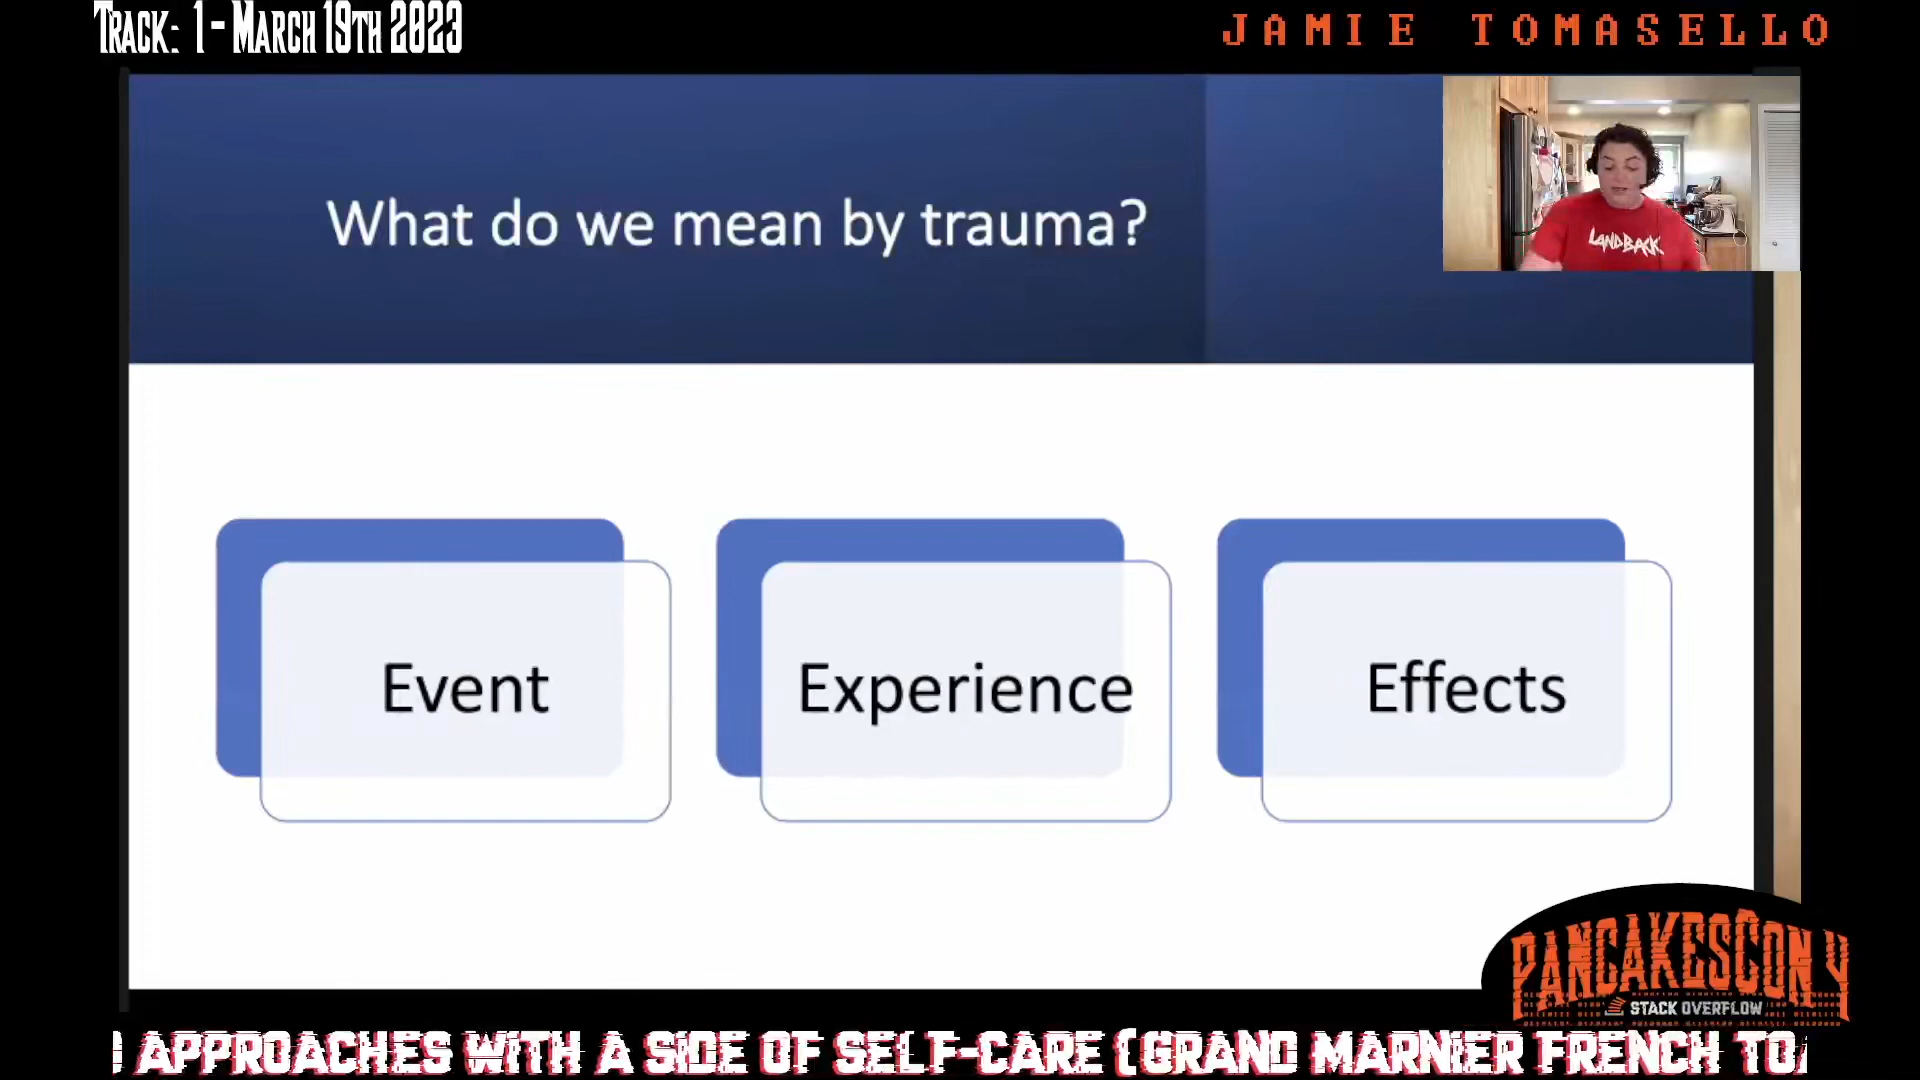 TRACK: 1 - MARCH 19TH 2023
JAMIE TOMASELLO
What do we mean by trauma?
LANDBACK
Event
Experience
Effects
PANCAKESCON 4
STACK OVERFLOW
APPROACHES WITH A SIDE OF SELF-CARE (GRAND MARNIER FRENCH TOA